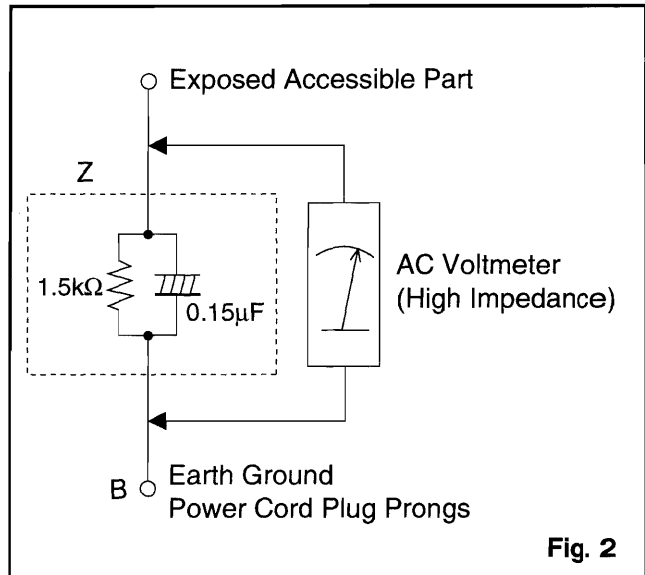 Exposed Accessible Part
Z
1.5kΩ
0.15µF
AC Voltmeter
(High Impedance)
B
Earth Ground
Power Cord Plug Prongs
Fig. 2